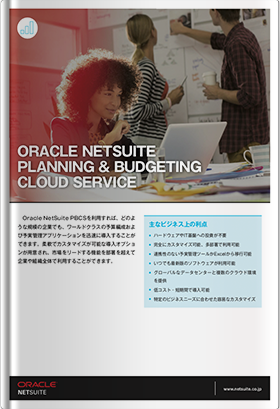 ORACLE NETSUITE
PLANNING & BUDGETING
CLOUD SERVICE
Oracle NetSuite PBCSを利用すれば、どのよ
うな規模の企業でも、ワールドクラスの予算編成およ
び予実管理アプリケーションを迅速に導入することが
できます。柔軟でカスタマイズが可能な導入オプショ
ンが用意され、市場をリードする機能を部署を超えて
企業や組織全体で利用することができます。
主なビジネス上の利点
• ハードウェアやIT基盤への投資が不要
• 完全にカスタマイズ可能、多部署で利用可能
• 連携性のない予実管理ツールかExcelから移行可能
• いつでも最新版のソフトウェアが利用可能
• グローバルなデータセンターと複数のクラウド環境
を提供
• 低コスト・短期間で導入可能
• 特定のビジネスニーズに合わせた容易なカスタマイズ
ORACLE
NETSUITE
www.netsuite.co.jp